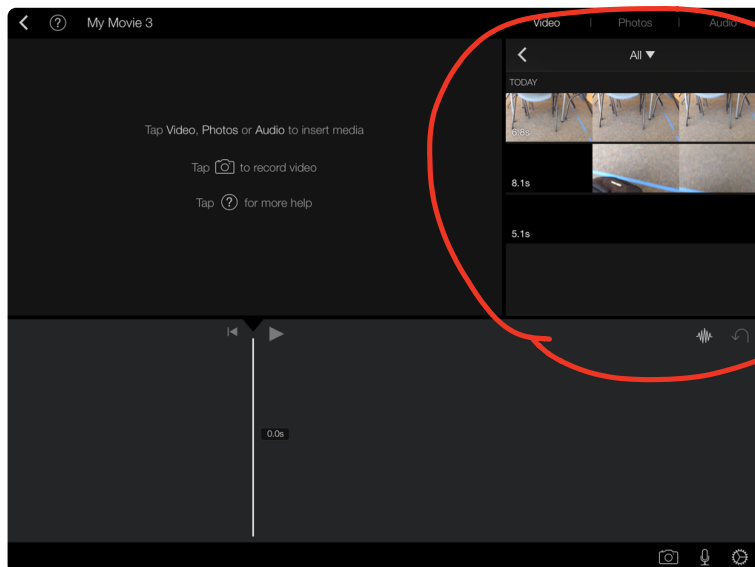 ? My Movie 3
Video | Photos | Audio
All ▼
TODAY
6.8s
8.1s
5.1s
Tap Video, Photos or Audio to insert media
Tap to record video
Tap ? for more help
0.0s